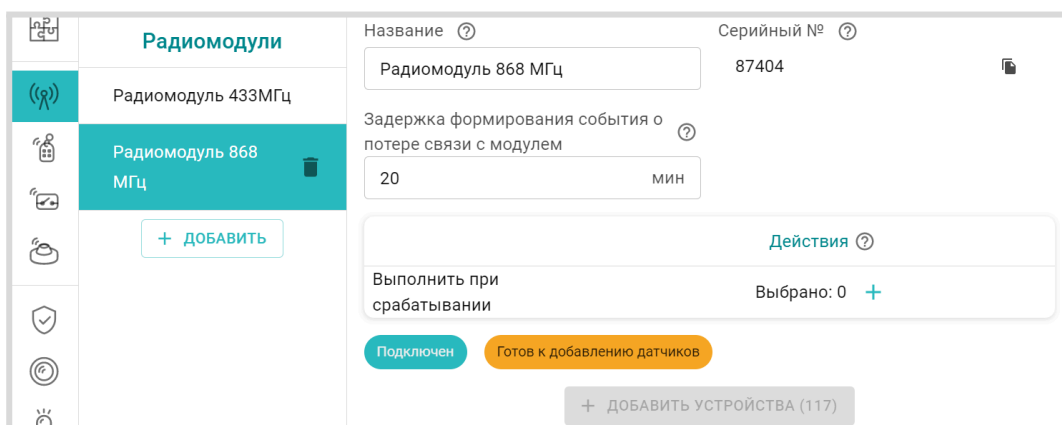 Радиомодули
Радиомодуль 433МГц
Радиомодуль 868
МГц
+ ДОБАВИТЬ
Название
Серийный №
Радиомодуль 868 МГц
87404
Задержка формирования события о
потере связи с модулем
20 мин
Действия
Выполнить при
срабатывании
Выбрано: 0 +
Подключен
Готов к добавлению датчиков
+ ДОБАВИТЬ УСТРОЙСТВА (117)